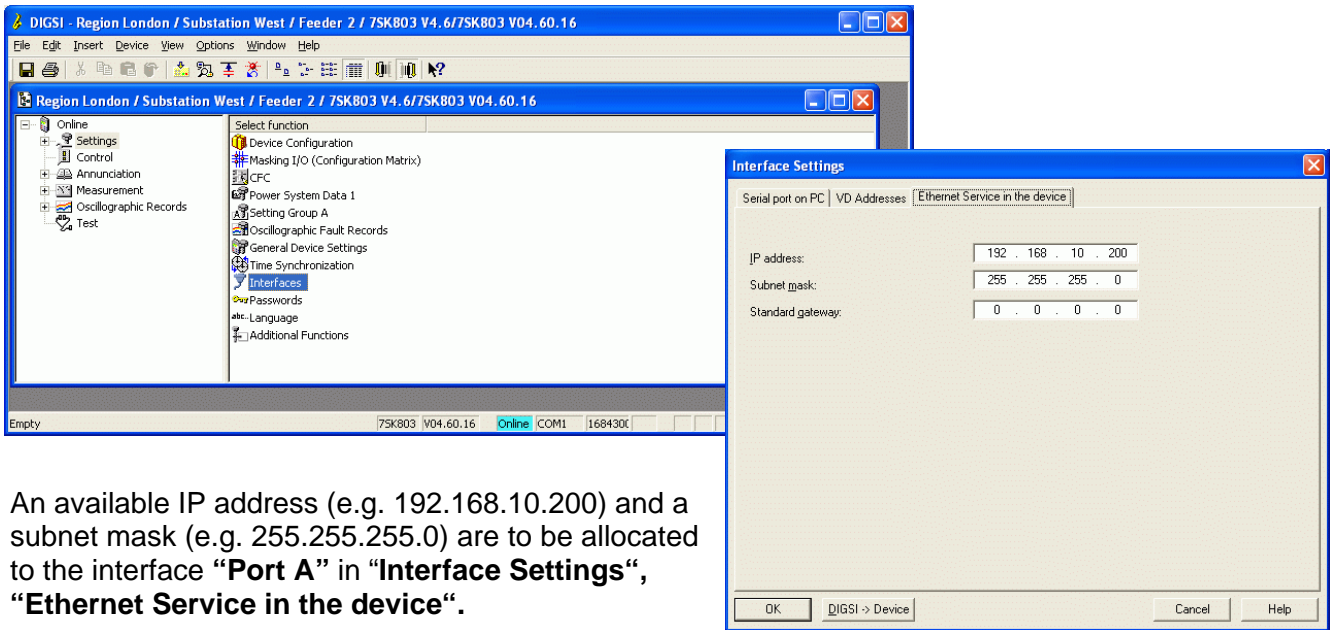 DIGSI - Region London / Substation West / Feeder 2 / 7SK803 V4.6/7SK803 V04.60.16
File Edit Insert Device View Options Window Help
Region London / Substation West / Feeder 2 / 7SK803 V4.6/7SK803 V04.60.16
Online
Settings
Control
Annunciation
Measurement
Oscillographic Records
Test
Select function
Device Configuration
Masking I/O (Configuration Matrix)
CFC
Power System Data 1
Setting Group A
Oscillographic Fault Records
General Device Settings
Time Synchronization
Interfaces
Passwords
abc.. Language
Additional Functions
Empty 7SK803 V04.60.16 Online COM1 1684300
Interface Settings
Serial port on PC VD Addresses Ethernet Service in the device
IP address: 192 . 168 . 10 . 200
Subnet mask: 255 . 255 . 255 . 0
Standard gateway: 0 . 0 . 0 . 0
OK DIGSI -> Device Cancel Help
An available IP address (e.g. 192.168.10.200) and a
subnet mask (e.g. 255.255.255.0) are to be allocated
to the interface “Port A” in “Interface Settings“,
“Ethernet Service in the device“.